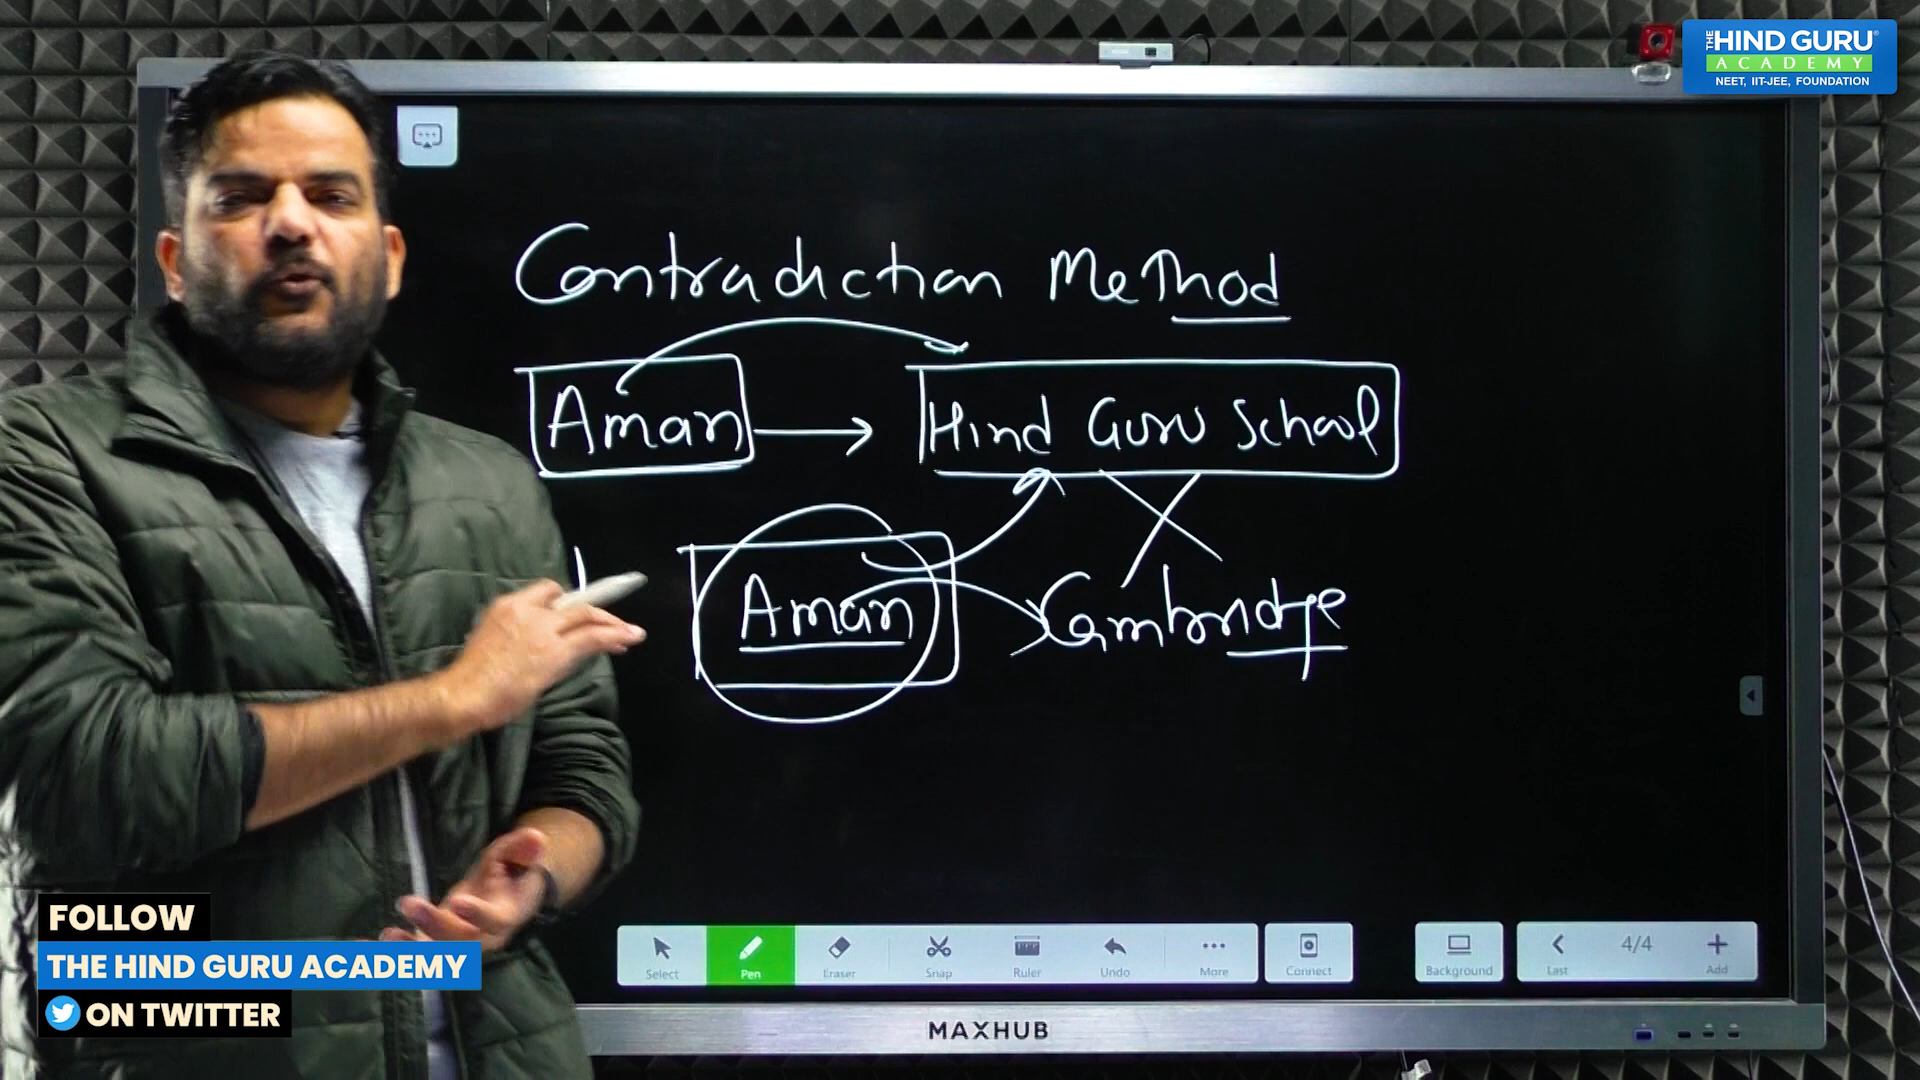 THE HIND GURU®
ACADEMY
NEET, IIT-JEE, FOUNDATION
Contradiction Method
Aman → Hind Guru School
Aman Cambridge
FOLLOW
THE HIND GURU ACADEMY
ON TWITTER
Select Pen Eraser Snap Ruler Undo More Connect Background Last 4/4 Add
MAXHUB